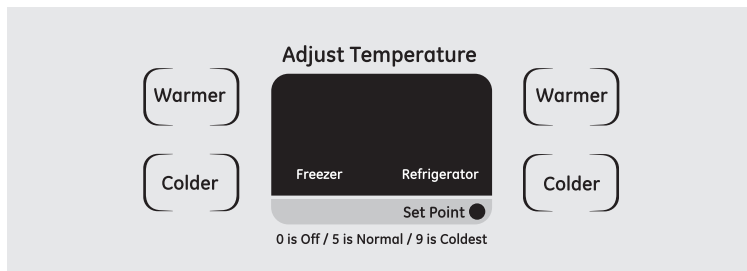 Adjust Temperature
Warmer
Warmer
Freezer
Refrigerator
Colder
Colder
Set Point
0 is Off / 5 is Normal / 9 is Coldest